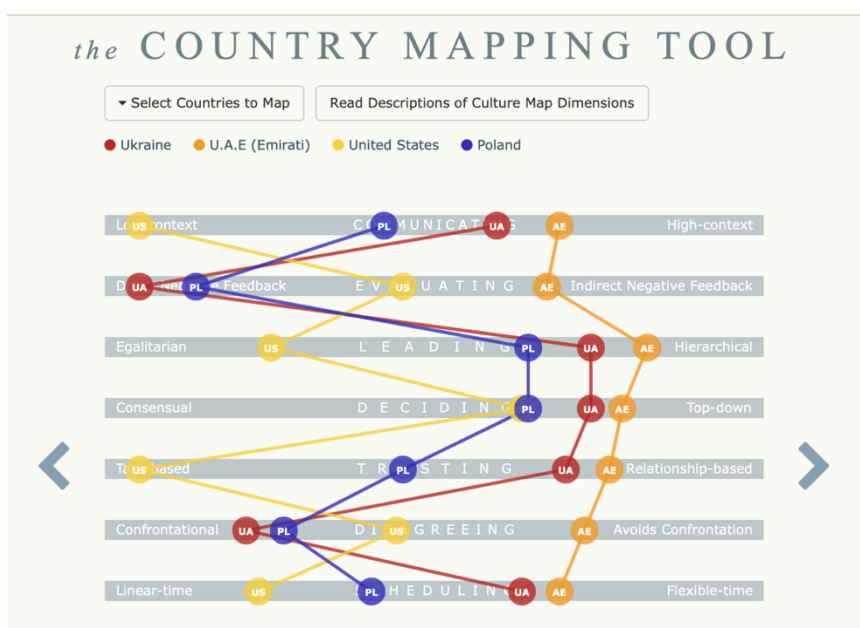 the COUNTRY MAPPING TOOL
Select Countries to Map Read Descriptions of Culture Map Dimensions
Ukraine U.A.E (Emirati) United States Poland
US PL UA AE High-context
UA PL Feedback US AE Indirect Negative Feedback
Egalitarian US LEADING PL UA AE Hierarchical
Consensual DECIDING PL UA AE Top-down
US PL UA AE Relationship-based
Confrontational UA PL US AE Avoids Confrontation
Linear-time US PL UA AE Flexible-time